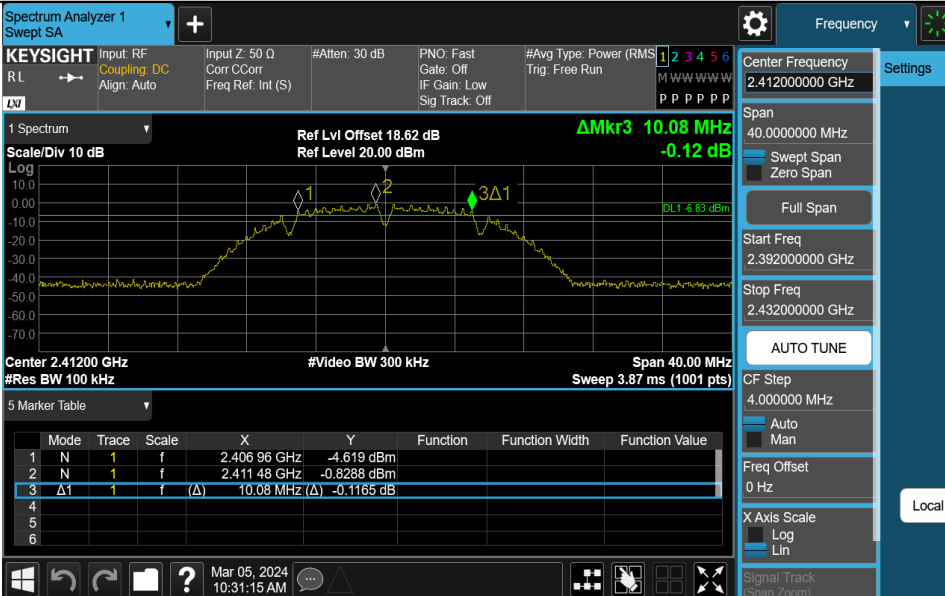 Spectrum Analyzer 1
Swept SA
+
Frequency
KEYSIGHT
R L
LXI
Input: RF
Coupling: DC
Align: Auto
Input Z: 50 Ω
Corr CCorr
Freq Ref: Int (S)
#Atten: 30 dB
PNO: Fast
Gate: Off
IF Gain: Low
Sig Track: Off
#Avg Type: Power (RMS
Trig: Free Run
1 2 3 4 5 6
M W W W W W
P P P P P P
1 Spectrum
Scale/Div 10 dB
Ref Lvl Offset 18.62 dB
Ref Level 20.00 dBm
ΔMkr3 10.08 MHz
-0.12 dB
Log
10.0
0.00
-10.0
-20.0
-30.0
-40.0
-50.0
-60.0
-70.0
1
2
3Δ1
DL1 -6.83 dBm
Center 2.41200 GHz
#Video BW 300 kHz
Span 40.00 MHz
#Res BW 100 kHz
Sweep 3.87 ms (1001 pts)
5 Marker Table
Mode Trace Scale X Y Function Function Width Function Value
1 N 1 f 2.406 96 GHz -4.619 dBm
2 N 1 f 2.411 48 GHz -0.8288 dBm
3 Δ1 1 f (Δ) 10.08 MHz (Δ) -0.1165 dB
4
5
6
?
Mar 05, 2024
10:31:15 AM
Center Frequency
2.412000000 GHz
Settings
Span
40.0000000 MHz
Swept Span
Zero Span
Full Span
Start Freq
2.392000000 GHz
Stop Freq
2.432000000 GHz
AUTO TUNE
CF Step
4.000000 MHz
Auto
Man
Freq Offset
0 Hz
Local
X Axis Scale
Log
Lin
Signal Track
(Span Zoom)